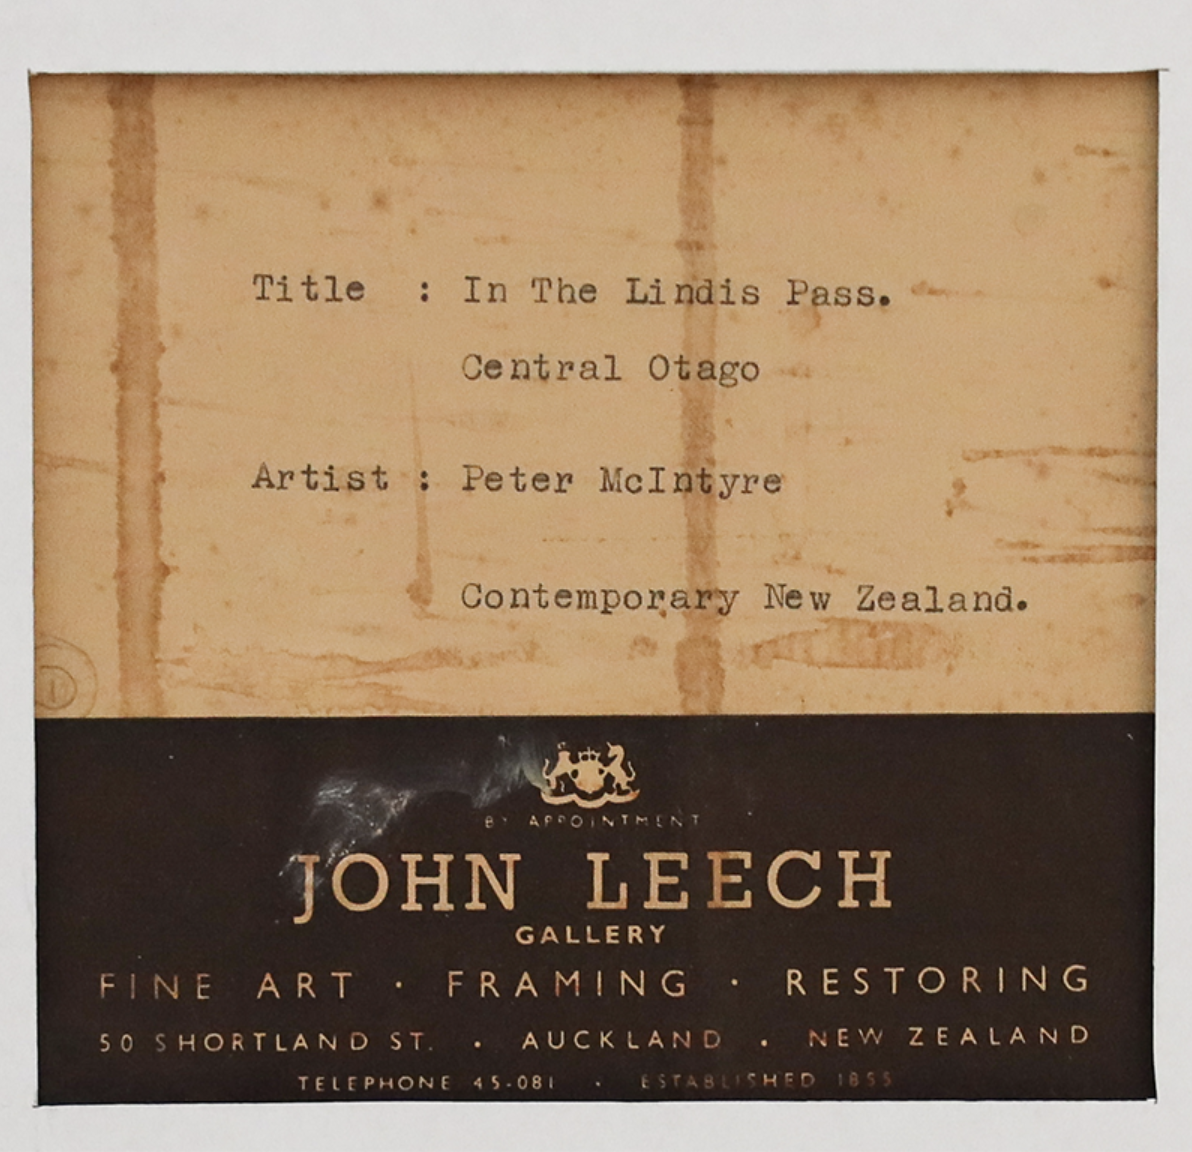 Title : In The Lindis Pass.
Central Otago
Artist : Peter McIntyre
Contemporary New Zealand.
BY APPOINTMENT
JOHN LEECH
GALLERY
FINE ART · FRAMING · RESTORING
50 SHORTLAND ST. · AUCKLAND · NEW ZEALAND
TELEPHONE 45-081 · ESTABLISHED 1855